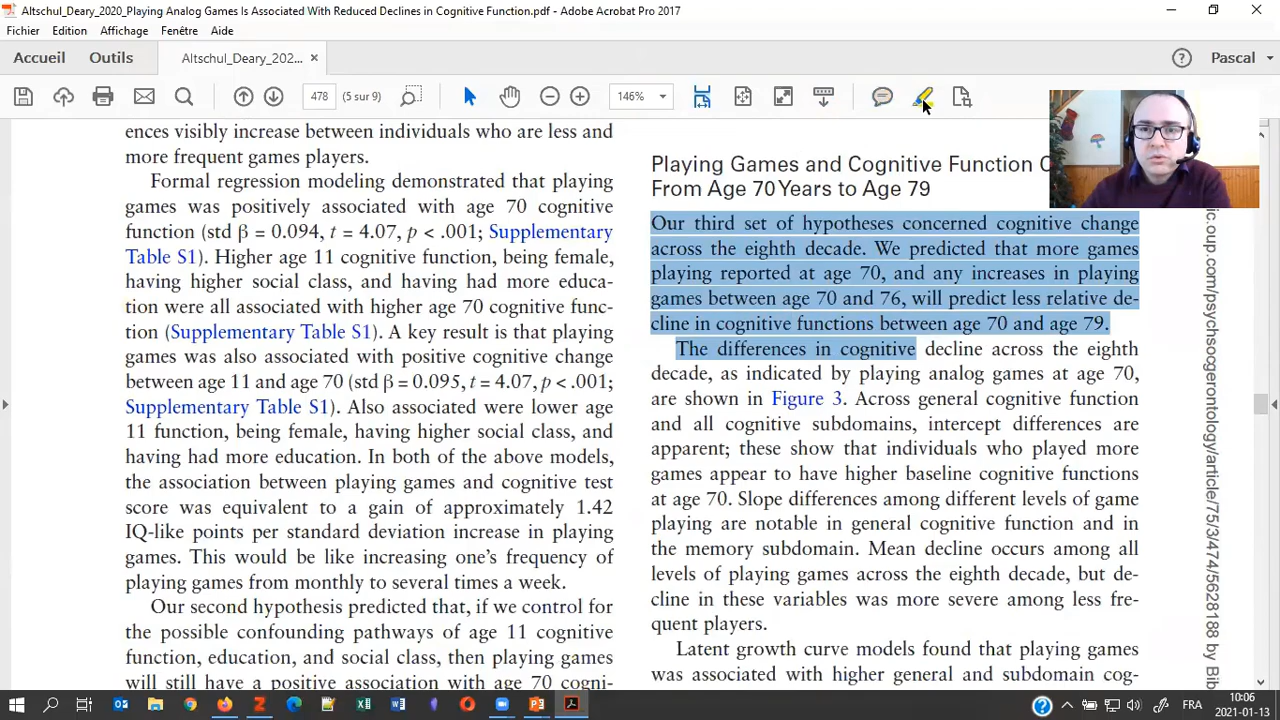 Altschul_Deary_2020_Playing Analog Games Is Associated With Reduced Declines in Cognitive Function.pdf - Adobe Acrobat Pro 2017
Fichier Edition Affichage Fenêtre Aide
Accueil Outils Altschul_Deary_202... × Pascal
478 (5 sur 9) 146%
ences visibly increase between individuals who are less and
more frequent games players.
Formal regression modeling demonstrated that playing
games was positively associated with age 70 cognitive
function (std β = 0.094, t = 4.07, p < .001; Supplementary
Table S1). Higher age 11 cognitive function, being female,
having higher social class, and having had more educa-
tion were all associated with higher age 70 cognitive func-
tion (Supplementary Table S1). A key result is that playing
games was also associated with positive cognitive change
between age 11 and age 70 (std β = 0.095, t = 4.07, p < .001;
Supplementary Table S1). Also associated were lower age
11 function, being female, having higher social class, and
having had more education. In both of the above models,
the association between playing games and cognitive test
score was equivalent to a gain of approximately 1.42
IQ-like points per standard deviation increase in playing
games. This would be like increasing one's frequency of
playing games from monthly to several times a week.
Our second hypothesis predicted that, if we control for
the possible confounding pathways of age 11 cognitive
function, education, and social class, then playing games
will still have a positive association with age 70 cogni-
Playing Games and Cognitive Function
From Age 70 Years to Age 79
Our third set of hypotheses concerned cognitive change
across the eighth decade. We predicted that more games
playing reported at age 70, and any increases in playing
games between age 70 and 76, will predict less relative de-
cline in cognitive functions between age 70 and age 79.
The differences in cognitive decline across the eighth
decade, as indicated by playing analog games at age 70,
are shown in Figure 3. Across general cognitive function
and all cognitive subdomains, intercept differences are
apparent; these show that individuals who played more
games appear to have higher baseline cognitive functions
at age 70. Slope differences among different levels of game
playing are notable in general cognitive function and in
the memory subdomain. Mean decline occurs among all
levels of playing games across the eighth decade, but de-
cline in these variables was more severe among less fre-
quent players.
Latent growth curve models found that playing games
was associated with higher general and subdomain cog-
ic.oup.com/psychsocgerontology/article/75/3/474/5628188 by Bib
FRA
10:06
2021-01-13